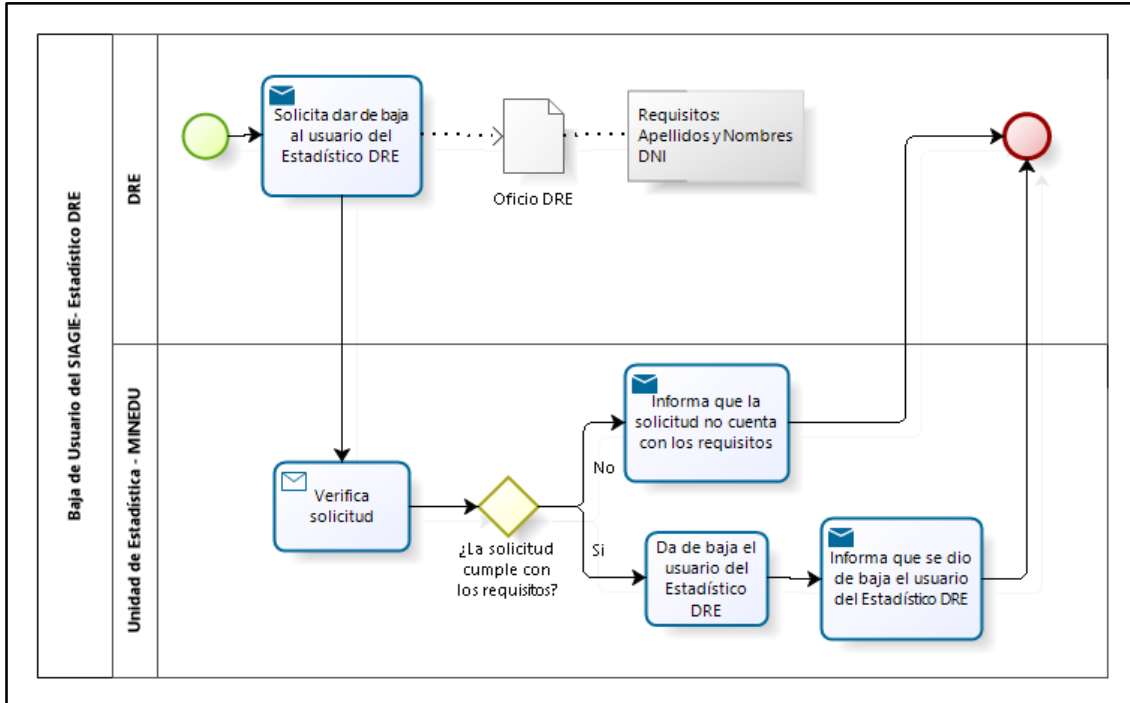 Baja de Usuario del SIAGIE- Estadístico DRE
DRE
Solicita dar de baja
al usuario del
Estadístico DRE
Oficio DRE
Requisitos:
Apellidos y Nombres
DNI
Unidad de Estadística - MINEDU
Verifica
solicitud
¿La solicitud
cumple con
los requisitos?
No
Informa que la
solicitud no cuenta
con los requisitos
Si
Da de baja el
usuario del
Estadístico
DRE
Informa que se dio
de baja el usuario
del Estadístico DRE